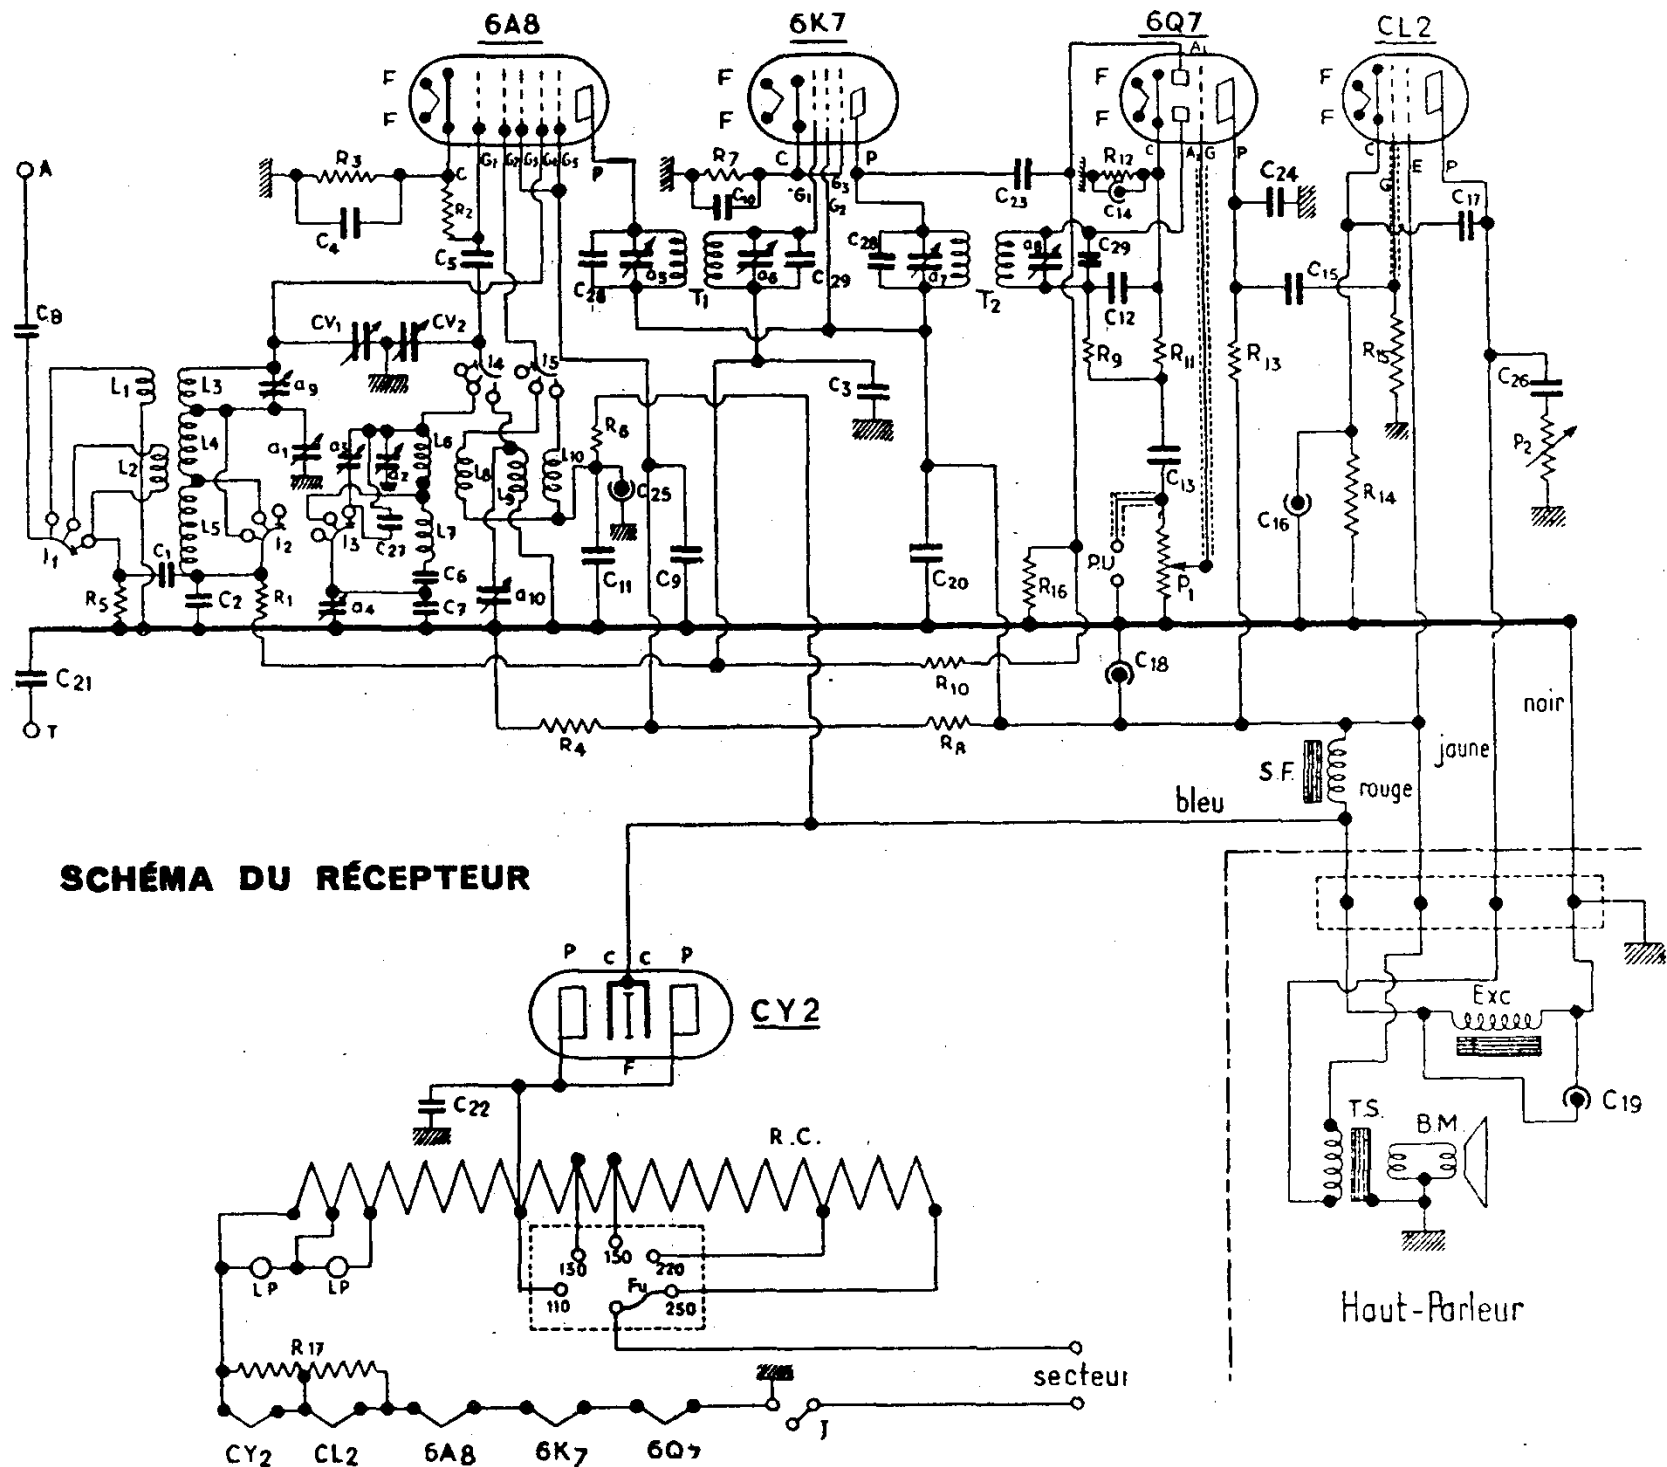 6A8 6K7 6Q7 CL2
F F F F
F F F F
A1
A R3 C G1 G2 G3 G4 G5 P
R7 C G1 G3 G2 P
R12 C A2 G P
C G E P
C4 R2 C10 C23 C14 C24 C17
C5 C28 a5 T1 a6 C29 C28 a7 T2 a8 C29 C12 C15
C8 CV1 CV2
L1 L3 a9 I4 I5 C3 R9 R11 R13 R15 C26
L4 a1 a3 a2 L6 R6 P2
L2 L8 L9 L10 C25 C13 R14
L5 I2 I3 C27 L7 C16
I1 C1 C11 C9 C20 P.U
R5 C2 R1 a4 C6 C7 a10 R16 P1
C21 R10 C18
T R4 R8
noir
jaune
S.F.
rouge
bleu
SCHÉMA DU RÉCEPTEUR
P C C P
CY2
F
Exc
C22
C19
T.S. B.M.
R.C.
130 150 220
110 Fu 250
LP LP
Haut-Parleur
R17
secteur
J
CY2 CL2 6A8 6K7 6Q7